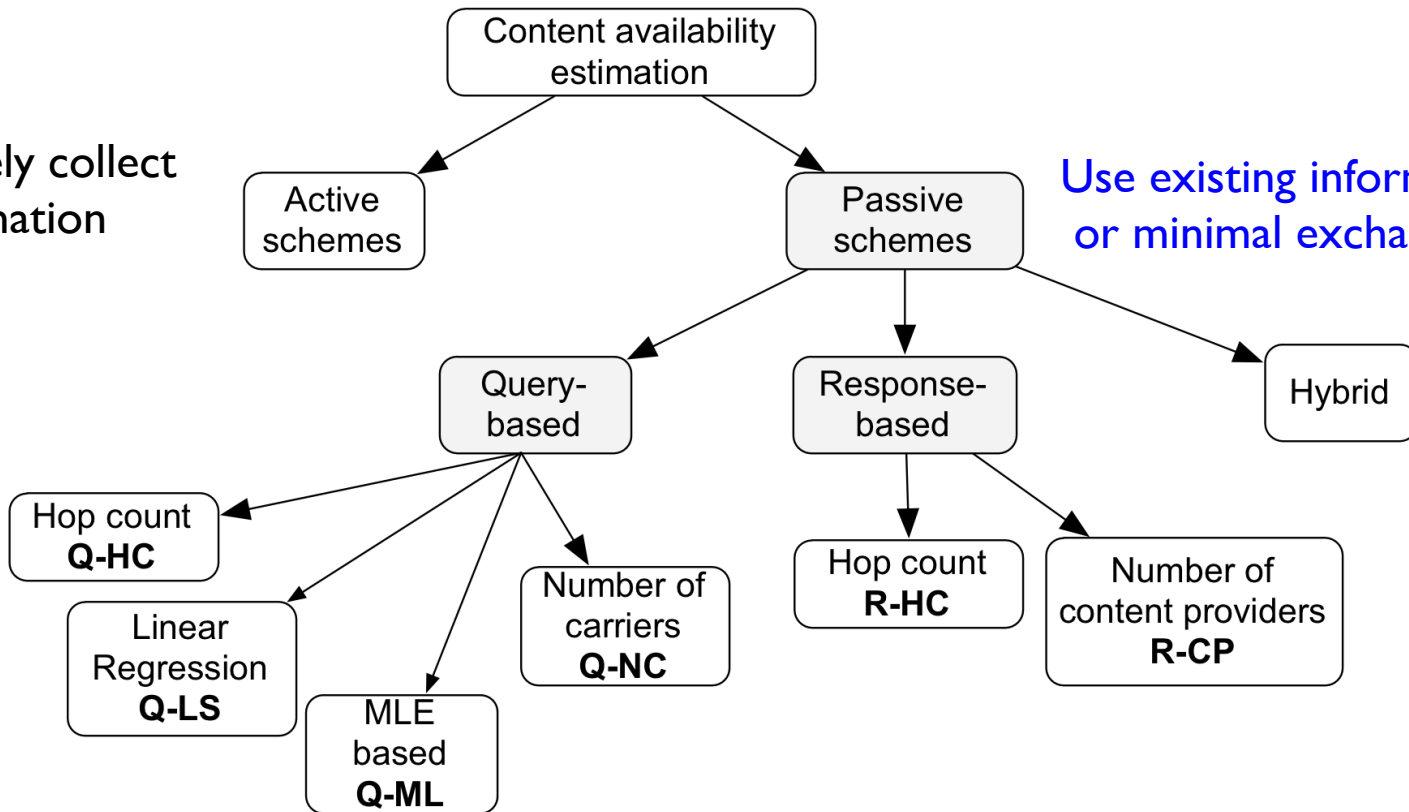 Content availability
estimation
ely collect
nation
Active
schemes
Passive
schemes
Use existing inform
or minimal excha
Query-
based
Response-
based
Hybrid
Hop count
Q-HC
Linear
Regression
Q-LS
MLE
based
Q-ML
Number of
carriers
Q-NC
Hop count
R-HC
Number of
content providers
R-CP